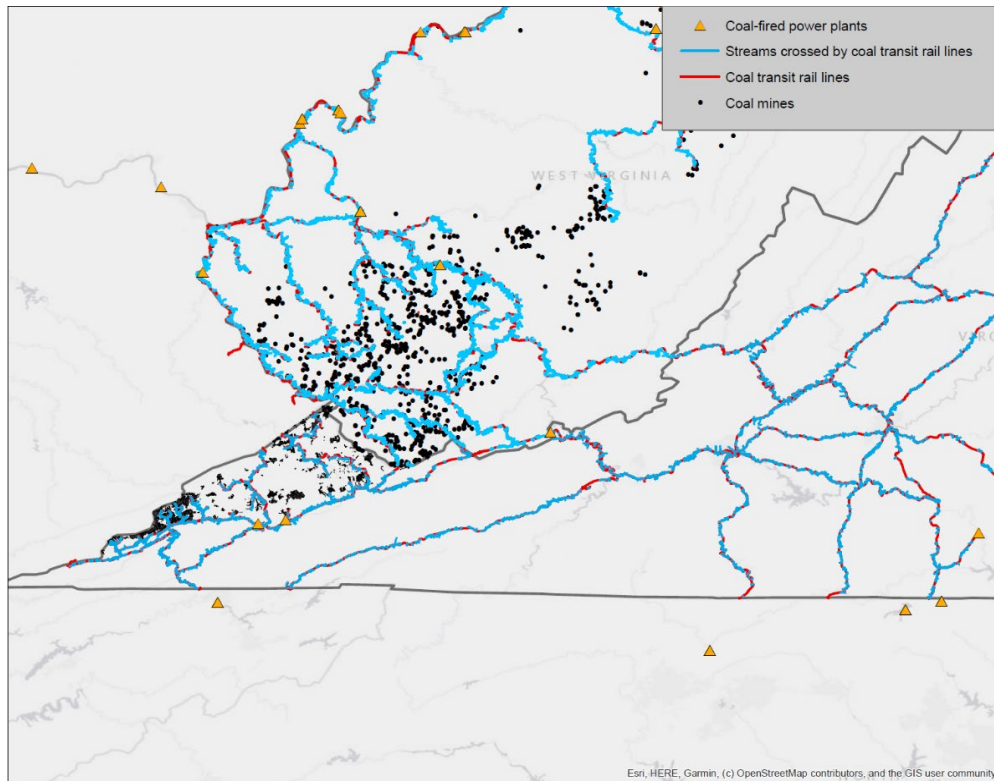 Coal-fired power plants
Streams crossed by coal transit rail lines
Coal transit rail lines
Coal mines
WEST VIRGINIA
VIRG
Esri, HERE, Garmin, (c) OpenStreetMap contributors, and the GIS user community